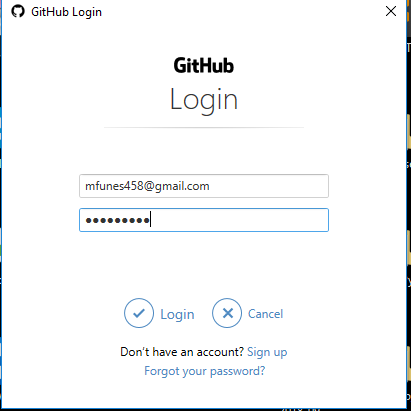 GitHub Login
GitHub
Login
mfunes458@gmail.com
●●●●●●●●●
Login
Cancel
Don't have an account? Sign up
Forgot your password?